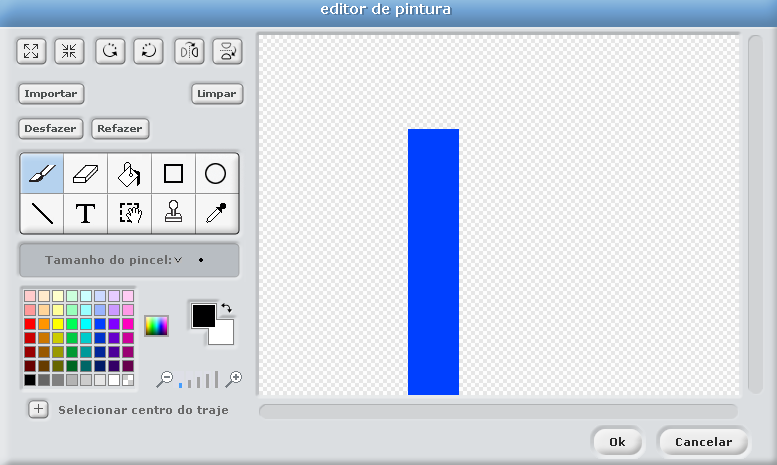 editor de pintura
Importar
Limpar
Desfazer
Refazer
T
Tamanho do pincel:
Selecionar centro do traje
Ok
Cancelar